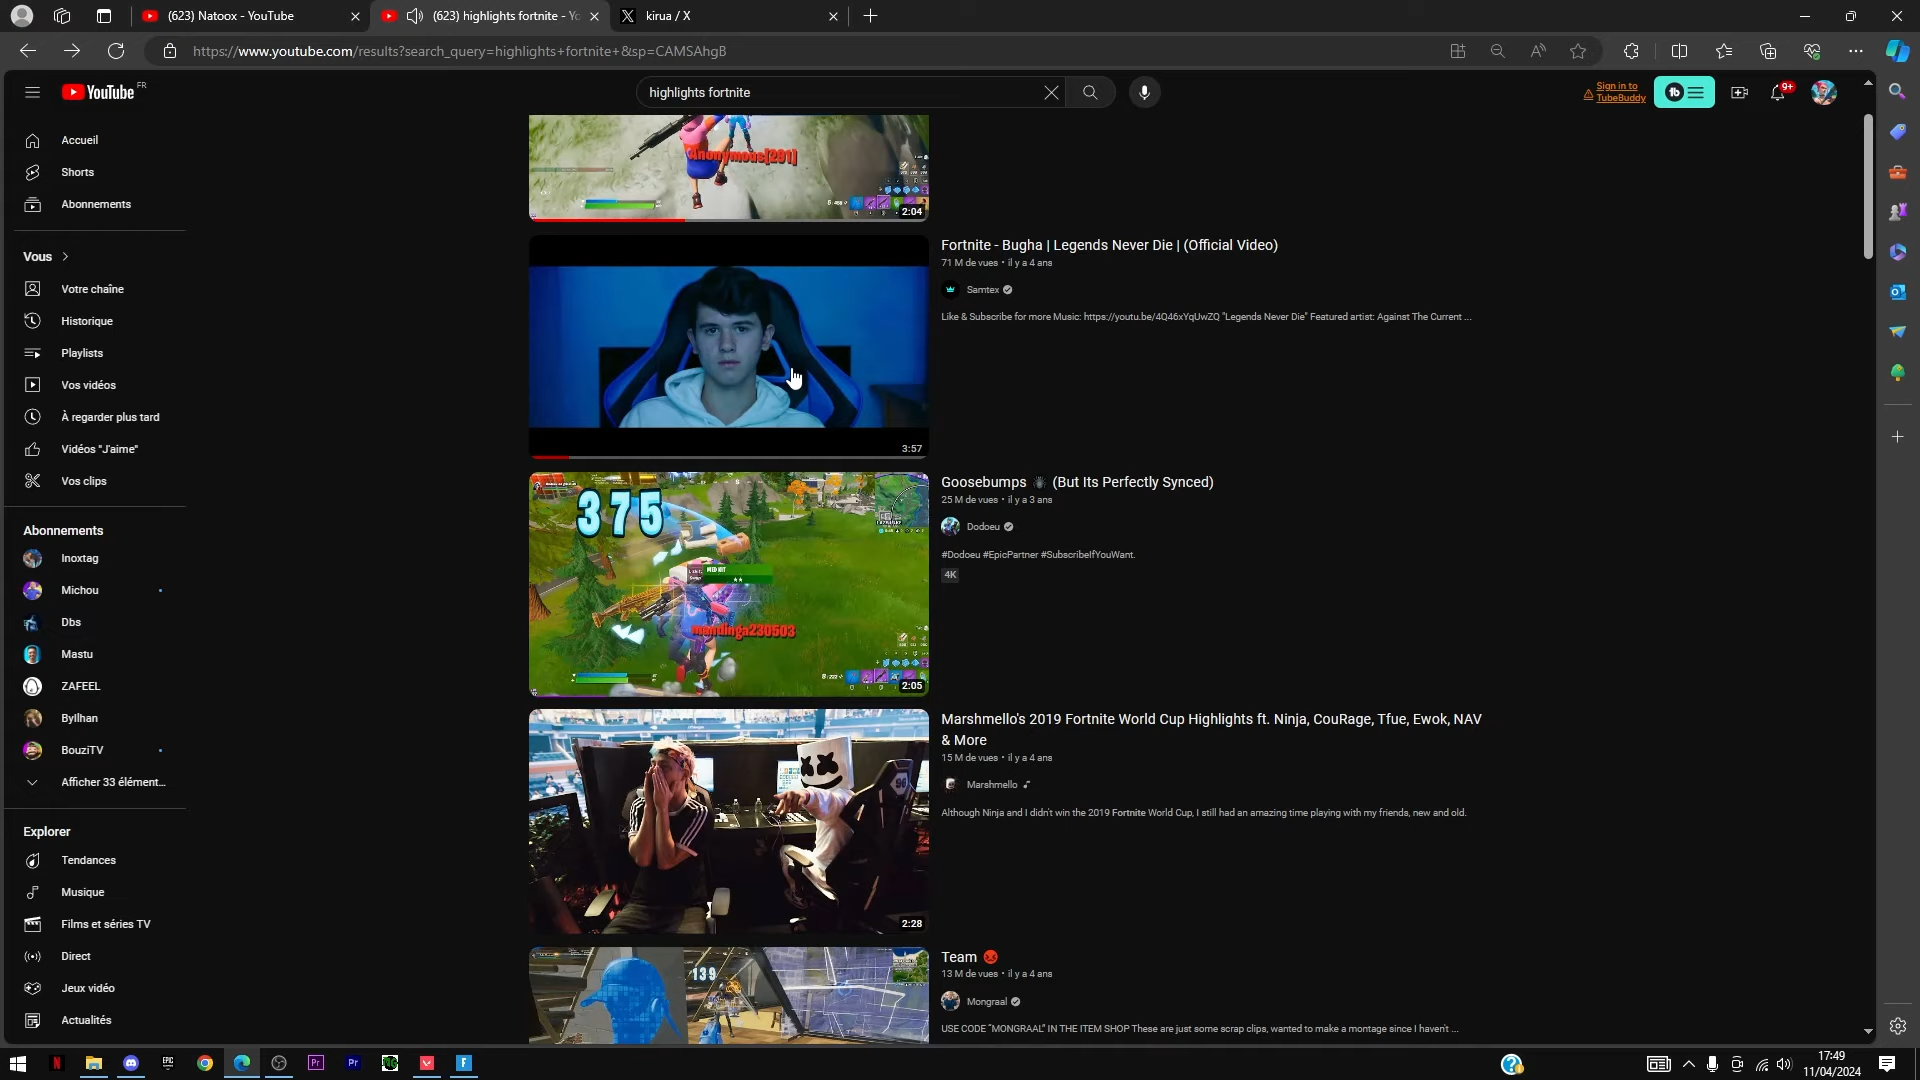 (623) Natoox - YouTube
(623) highlights fortnite - Yo
kirua / X
https://www.youtube.com/results?search_query=highlights+fortnite+&sp=CAMSAhgB
YouTube FR
highlights fortnite
Sign in to
TubeBuddy
9+
Accueil
Shorts
Abonnements
Vous
Votre chaîne
Historique
Playlists
Vos vidéos
À regarder plus tard
Vidéos "J'aime"
Vos clips
Abonnements
Inoxtag
Michou
Dbs
Mastu
ZAFEEL
Byilhan
BouziTV
Afficher 33 élément...
Explorer
Tendances
Musique
Films et séries TV
Direct
Jeux vidéo
Actualités
Anonymous[291]
2:04
Fortnite - Bugha | Legends Never Die | (Official Video)
71 M de vues • il y a 4 ans
Samtex
Like & Subscribe for more Music: https://youtu.be/4Q46xYqUwZQ "Legends Never Die" Featured artist: Against The Current ...
3:57
Goosebumps 🕷 (But Its Perfectly Synced)
25 M de vues • il y a 3 ans
Dodoeu
#Dodoeu #EpicPartner #SubscribeIfYouWant.
4K
375
MED KIT
mandinga230503
2:05
Marshmello's 2019 Fortnite World Cup Highlights ft. Ninja, CouRage, Tfue, Ewok, NAV
& More
15 M de vues • il y a 4 ans
Marshmello
Although Ninja and I didn't win the 2019 Fortnite World Cup, I still had an amazing time playing with my friends, new and old.
96
2:28
Team 😡
13 M de vues • il y a 4 ans
Mongraal
USE CODE "MONGRAAL" IN THE ITEM SHOP These are just some scrap clips, wanted to make a montage since I haven't ...
139
EPIC
Pr
Pr
17:49
11/04/2024